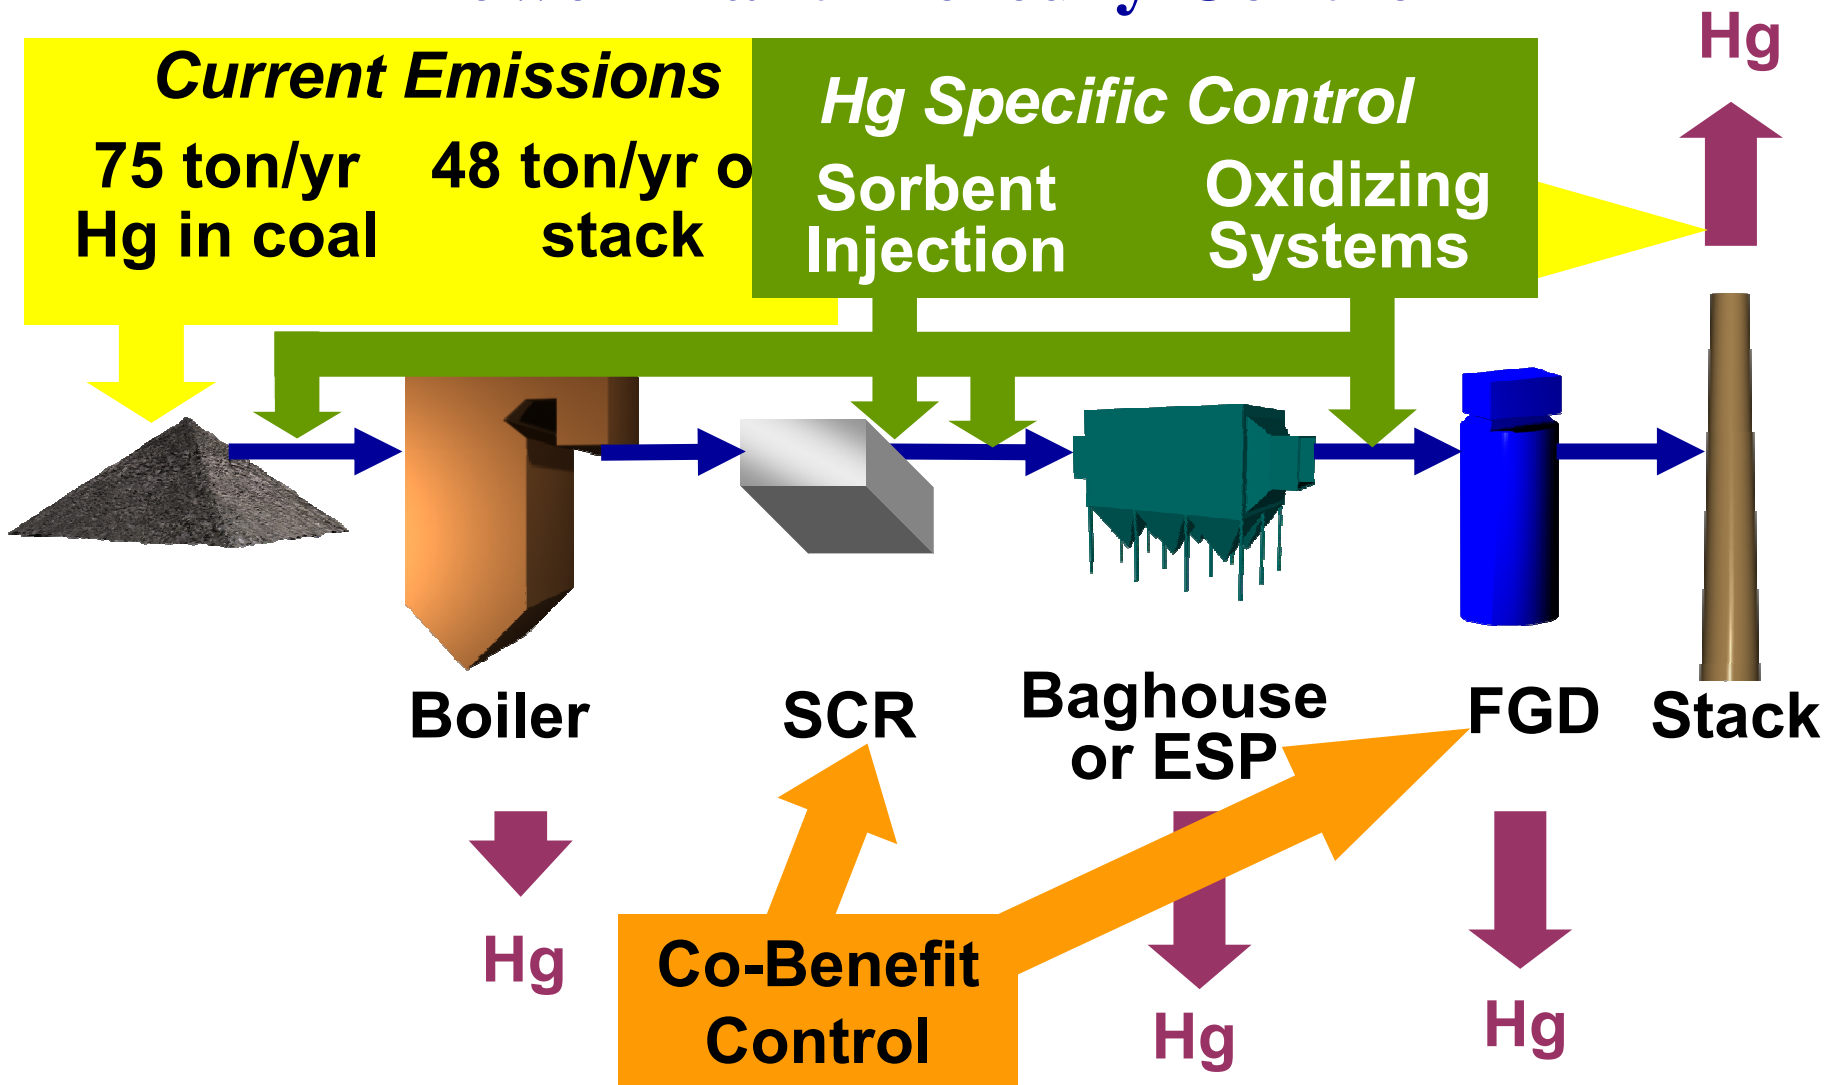 Hg
Current Emissions
75 ton/yr
Hg in coal
48 ton/yr
stack
Hg Specific Control
Sorbent
Injection
Oxidizing
Systems
Boiler
SCR
Baghouse
or ESP
FGD
Stack
Hg
Co-Benefit
Control
Hg
Hg